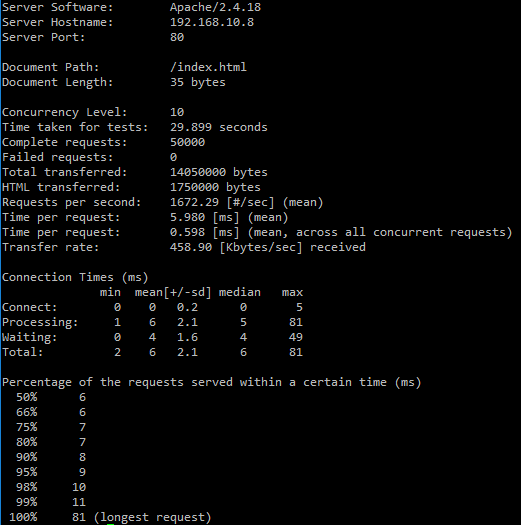 Server Software:        Apache/2.4.18
Server Hostname:        192.168.10.8
Server Port:            80
Document Path:          /index.html
Document Length:        35 bytes
Concurrency Level:      10
Time taken for tests:   29.899 seconds
Complete requests:      50000
Failed requests:        0
Total transferred:      14050000 bytes
HTML transferred:       1750000 bytes
Requests per second:    1672.29 [#/sec] (mean)
Time per request:       5.980 [ms] (mean)
Time per request:       0.598 [ms] (mean, across all concurrent requests)
Transfer rate:          458.90 [Kbytes/sec] received
Connection Times (ms)
              min  mean[+/-sd] median   max
Connect:        0    0   0.2      0       5
Processing:     1    6   2.1      5      81
Waiting:        0    4   1.6      4      49
Total:          2    6   2.1      6      81
Percentage of the requests served within a certain time (ms)
  50%      6
  66%      6
  75%      7
  80%      7
  90%      8
  95%      9
  98%     10
  99%     11
 100%     81 (longest request)